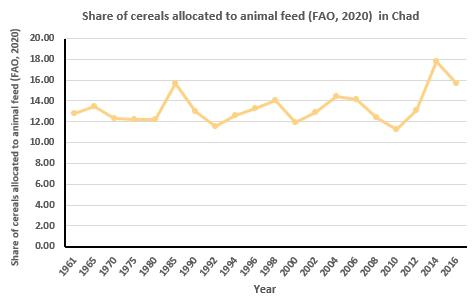 Share of cereals allocated to animal feed (FAO, 2020)  in Chad
Share of cereals allocated to animal feed (FAO, 2020)
20.00
18.00
16.00
14.00
12.00
10.00
8.00
6.00
4.00
2.00
0.00
1961 1965 1970 1975 1980 1985 1990 1992 1994 1996 1998 2000 2002 2004 2006 2008 2010 2012 2014 2016
Year